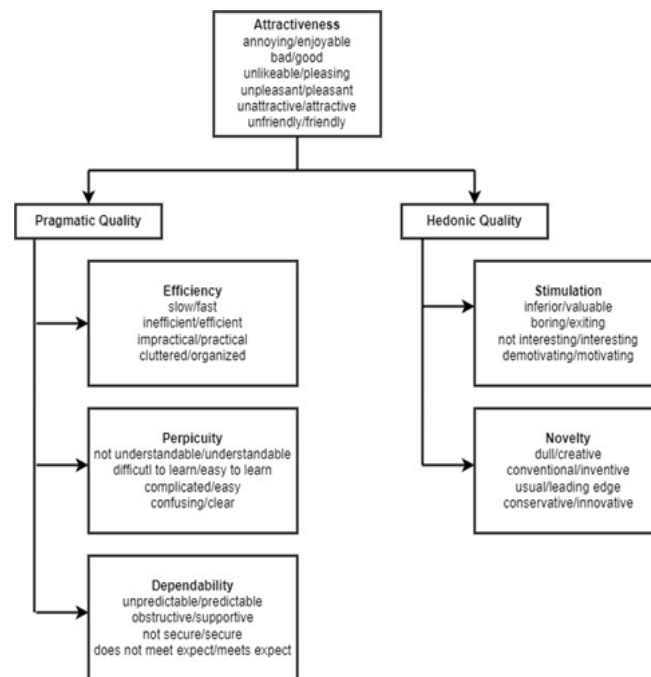 Attractiveness
annoying/enjoyable
bad/good
unlikeable/pleasing
unpleasant/pleasant
unattractive/attractive
unfriendly/friendly
Pragmatic Quality
Efficiency
slow/fast
inefficient/efficient
impractical/practical
cluttered/organized
Perpicuity
not understandable/understandable
difficutl to learn/easy to learn
complicated/easy
confusing/clear
Dependability
unpredictable/predictable
obstructive/supportive
not secure/secure
does not meet expect/meets expect
Hedonic Quality
Stimulation
inferior/valuable
boring/exiting
not interesting/interesting
demotivating/motivating
Novelty
dull/creative
conventional/inventive
usual/leading edge
conservative/innovative